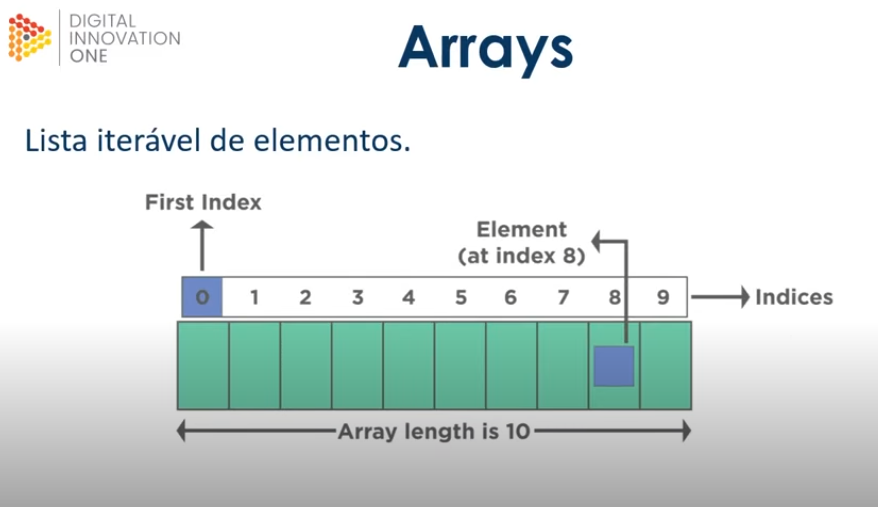 DIGITAL
INNOVATION
ONE
Arrays
Lista iterável de elementos.
First Index
Element
(at index 8)
0 1 2 3 4 5 6 7 8 9
Indices
Array length is 10